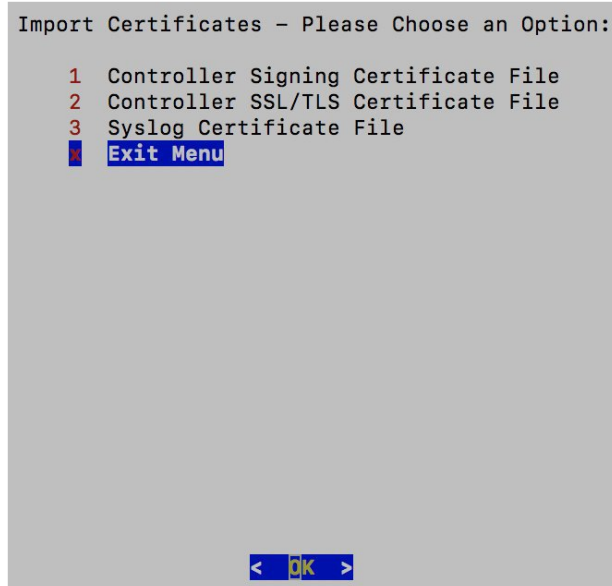 Import Certificates – Please Choose an Option:
1 Controller Signing Certificate File
2 Controller SSL/TLS Certificate File
3 Syslog Certificate File
x Exit Menu
< OK >